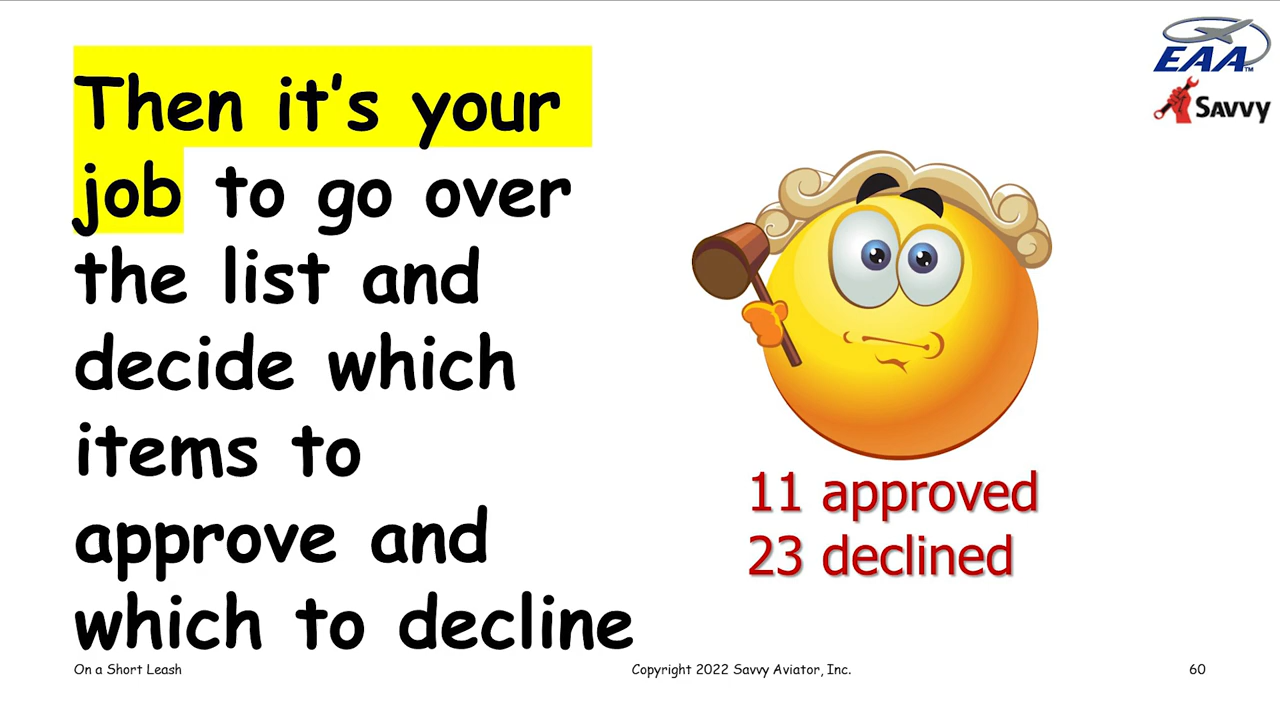 Then it’s your
job to go over
the list and
decide which
items to
approve and
which to decline
EAA™
SAVVY
11 approved
23 declined
On a Short Leash
Copyright 2022 Savvy Aviator, Inc.
60